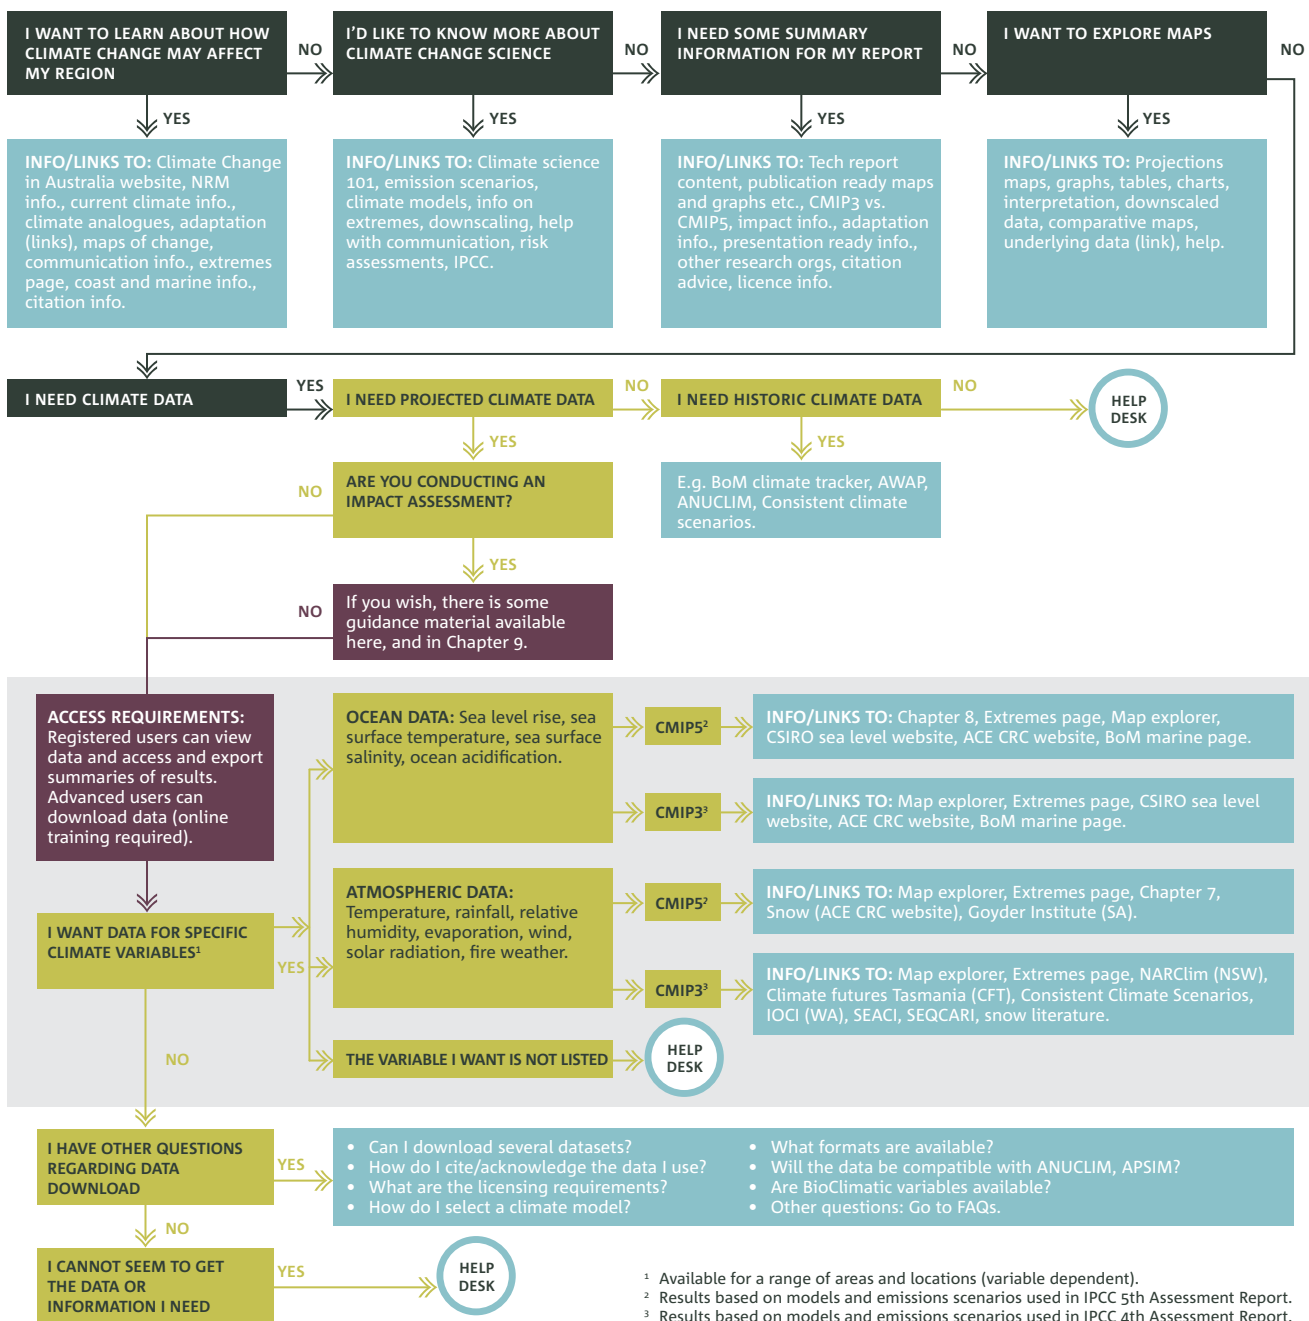 I WANT TO LEARN ABOUT HOW
CLIMATE CHANGE MAY AFFECT
MY REGION
NO
I'D LIKE TO KNOW MORE ABOUT
CLIMATE CHANGE SCIENCE
NO
I NEED SOME SUMMARY
INFORMATION FOR MY REPORT
NO
I WANT TO EXPLORE MAPS
NO
YES
YES
YES
YES
INFO/LINKS TO: Climate Change
in Australia website, NRM
info., current climate info.,
climate analogues, adaptation
(links), maps of change,
communication info., extremes
page, coast and marine info.,
citation info.
INFO/LINKS TO: Climate science
101, emission scenarios,
climate models, info on
extremes, downscaling, help
with communication, risk
assessments, IPCC.
INFO/LINKS TO: Tech report
content, publication ready maps
and graphs etc., CMIP3 vs.
CMIP5, impact info., adaptation
info., presentation ready info.,
other research orgs, citation
advice, licence info.
INFO/LINKS TO: Projections
maps, graphs, tables, charts,
interpretation, downscaled
data, comparative maps,
underlying data (link), help.
I NEED CLIMATE DATA
YES
I NEED PROJECTED CLIMATE DATA
NO
I NEED HISTORIC CLIMATE DATA
NO
HELP
DESK
YES
YES
NO
ARE YOU CONDUCTING AN
IMPACT ASSESSMENT?
E.g. BoM climate tracker, AWAP,
ANUCLIM, Consistent climate
scenarios.
YES
NO
If you wish, there is some
guidance material available
here, and in Chapter 9.
ACCESS REQUIREMENTS:
Registered users can view
data and access and export
summaries of results.
Advanced users can
download data (online
training required).
OCEAN DATA: Sea level rise, sea
surface temperature, sea surface
salinity, ocean acidification.
CMIP5²
INFO/LINKS TO: Chapter 8, Extremes page, Map explorer,
CSIRO sea level website, ACE CRC website, BoM marine page.
CMIP3³
INFO/LINKS TO: Map explorer, Extremes page, CSIRO sea level
website, ACE CRC website, BoM marine page.
I WANT DATA FOR SPECIFIC
CLIMATE VARIABLES¹
YES
ATMOSPHERIC DATA:
Temperature, rainfall, relative
humidity, evaporation, wind,
solar radiation, fire weather.
CMIP5²
INFO/LINKS TO: Map explorer, Extremes page, Chapter 7,
Snow (ACE CRC website), Goyder Institute (SA).
CMIP3³
INFO/LINKS TO: Map explorer, Extremes page, NARClim (NSW),
Climate futures Tasmania (CFT), Consistent Climate Scenarios,
IOCI (WA), SEACI, SEQCARI, snow literature.
NO
THE VARIABLE I WANT IS NOT LISTED
HELP
DESK
I HAVE OTHER QUESTIONS
REGARDING DATA
DOWNLOAD
YES
• Can I download several datasets?
• How do I cite/acknowledge the data I use?
• What are the licensing requirements?
• How do I select a climate model?
• What formats are available?
• Will the data be compatible with ANUCLIM, APSIM?
• Are BioClimatic variables available?
• Other questions: Go to FAQs.
NO
I CANNOT SEEM TO GET
THE DATA OR
INFORMATION I NEED
YES
HELP
DESK
¹ Available for a range of areas and locations (variable dependent).
² Results based on models and emissions scenarios used in IPCC 5th Assessment Report.
³ Results based on models and emissions scenarios used in IPCC 4th Assessment Report.